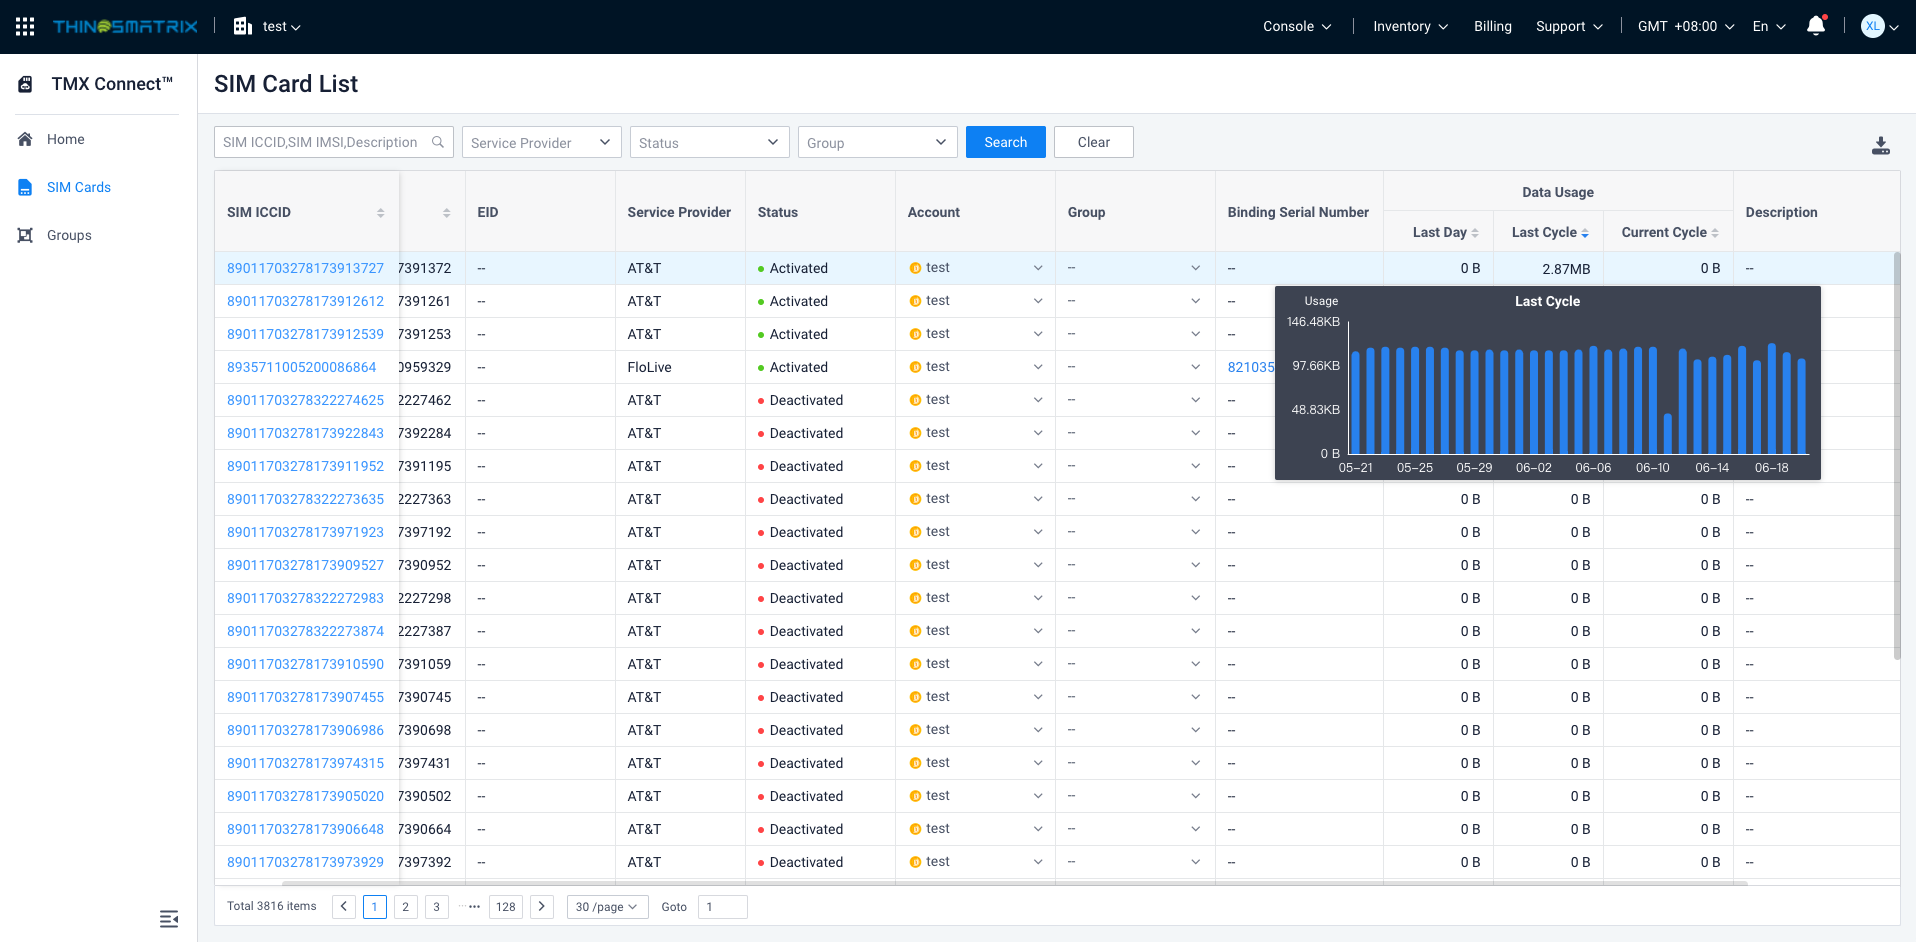 THINGSMATRIX test Console Inventory Billing Support GMT +08:00 En XL
TMX Connect™
Home
SIM Cards
Groups
SIM Card List
SIM ICCID,SIM IMSI,Description Service Provider Status Group Search Clear
SIM ICCID EID Service Provider Status Account Group Binding Serial Number Data Usage Description
Last Day Last Cycle Current Cycle
89011703278173913727 7391372 -- AT&T Activated test -- -- 0 B 2.87MB 0 B --
89011703278173912612 7391261 -- AT&T Activated test -- --
89011703278173912539 7391253 -- AT&T Activated test -- --
8935711005200086864 0959329 -- FloLive Activated test -- 821035
89011703278322274625 2227462 -- AT&T Deactivated test -- --
89011703278173922843 7392284 -- AT&T Deactivated test -- --
89011703278173911952 7391195 -- AT&T Deactivated test -- --
Usage Last Cycle
146.48KB
97.66KB
48.83KB
0 B
05-21 05-25 05-29 06-02 06-06 06-10 06-14 06-18
89011703278322273635 2227363 -- AT&T Deactivated test -- -- 0 B 0 B 0 B --
89011703278173971923 7397192 -- AT&T Deactivated test -- -- 0 B 0 B 0 B --
89011703278173909527 7390952 -- AT&T Deactivated test -- -- 0 B 0 B 0 B --
89011703278322272983 2227298 -- AT&T Deactivated test -- -- 0 B 0 B 0 B --
89011703278322273874 2227387 -- AT&T Deactivated test -- -- 0 B 0 B 0 B --
89011703278173910590 7391059 -- AT&T Deactivated test -- -- 0 B 0 B 0 B --
89011703278173907455 7390745 -- AT&T Deactivated test -- -- 0 B 0 B 0 B --
89011703278173906986 7390698 -- AT&T Deactivated test -- -- 0 B 0 B 0 B --
89011703278173974315 7397431 -- AT&T Deactivated test -- -- 0 B 0 B 0 B --
89011703278173905020 7390502 -- AT&T Deactivated test -- -- 0 B 0 B 0 B --
89011703278173906648 7390664 -- AT&T Deactivated test -- -- 0 B 0 B 0 B --
89011703278173973929 7397392 -- AT&T Deactivated test -- -- 0 B 0 B 0 B --
Total 3816 items 1 2 3 ••• 128 30 /page Goto 1